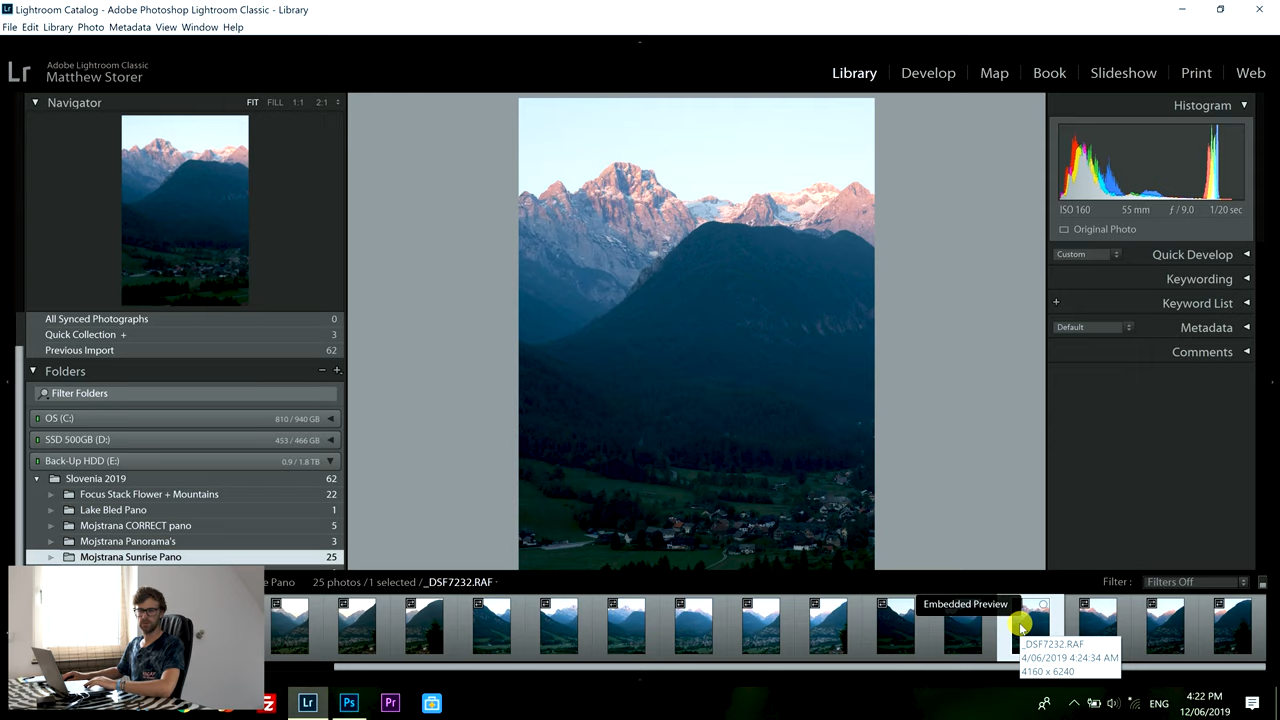 Lr Lightroom Catalog - Adobe Photoshop Lightroom Classic - Library
File Edit Library Photo Metadata View Window Help
Lr Adobe Lightroom Classic
Matthew Storer
Library Develop Map Book Slideshow Print Web
Navigator FIT FILL 1:1 2:1
All Synced Photographs 0
Quick Collection + 3
Previous Import 62
Folders − +
Filter Folders
OS (C:) 810 / 940 GB
SSD 500GB (D:) 453 / 466 GB
Back-Up HDD (E:) 0.9 / 1.8 TB
Slovenia 2019 62
Focus Stack Flower + Mountains 22
Lake Bled Pano 1
Mojstrana CORRECT pano 5
Mojstrana Panorama's 3
Mojstrana Sunrise Pano 25
Histogram
ISO 160 55 mm ƒ / 9.0 1/20 sec
Original Photo
Custom Quick Develop
Keywording
+ Keyword List
Default Metadata
Comments
Pano 25 photos / 1 selected / _DSF7232.RAF
Filter : Filters Off
Embedded Preview
_DSF7232.RAF
4/06/2019 4:24:34 AM
4160 x 6240
Lr Ps Pr
ENG
4:22 PM
12/06/2019